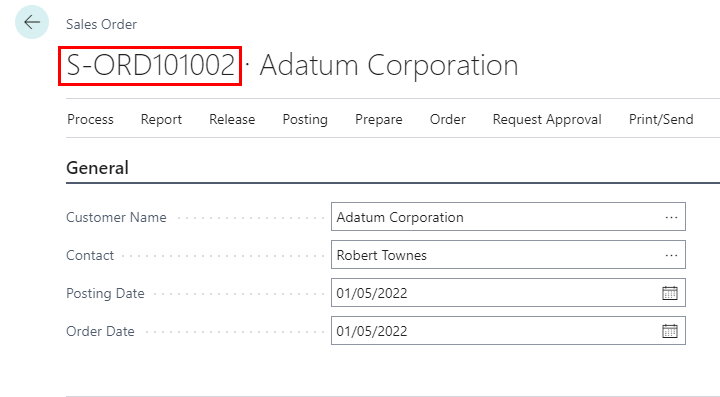 Sales Order
S-ORD101002 · Adatum Corporation
Process Report Release Posting Prepare Order Request Approval Print/Send
General
Customer Name Adatum Corporation ...
Contact Robert Townes ...
Posting Date 01/05/2022
Order Date 01/05/2022